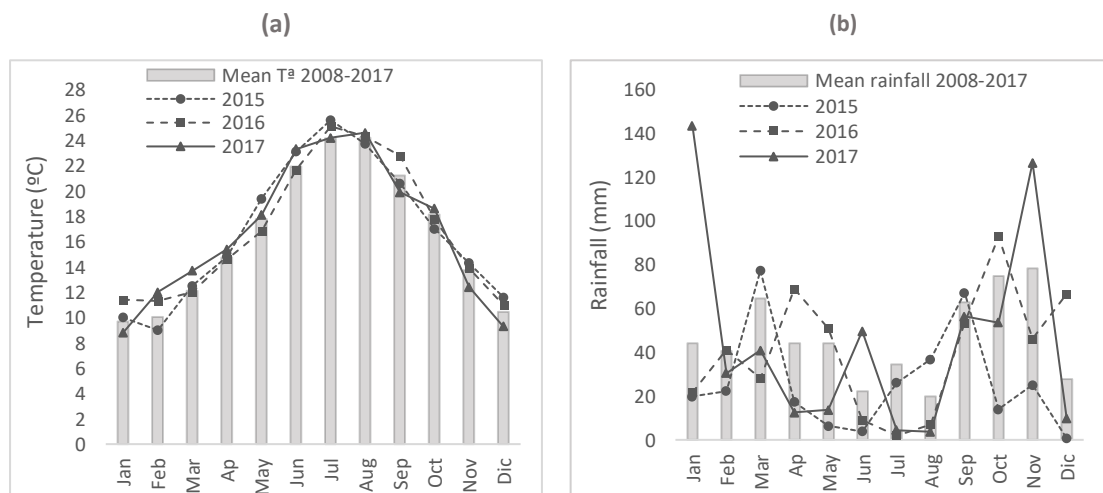 (a)
Temperature (ºC)
28
26
24
22
20
18
16
14
12
10
8
6
4
2
0
Mean Tª 2008-2017
2015
2016
2017
Jan
Feb
Mar
Ap
May
Jun
Jul
Aug
Sep
Oct
Nov
Dic
(b)
Rainfall (mm)
160
140
120
100
80
60
40
20
0
Mean rainfall 2008-2017
2015
2016
2017
Jan
Feb
Mar
Ap
May
Jun
Jul
Aug
Sep
Oct
Nov
Dic